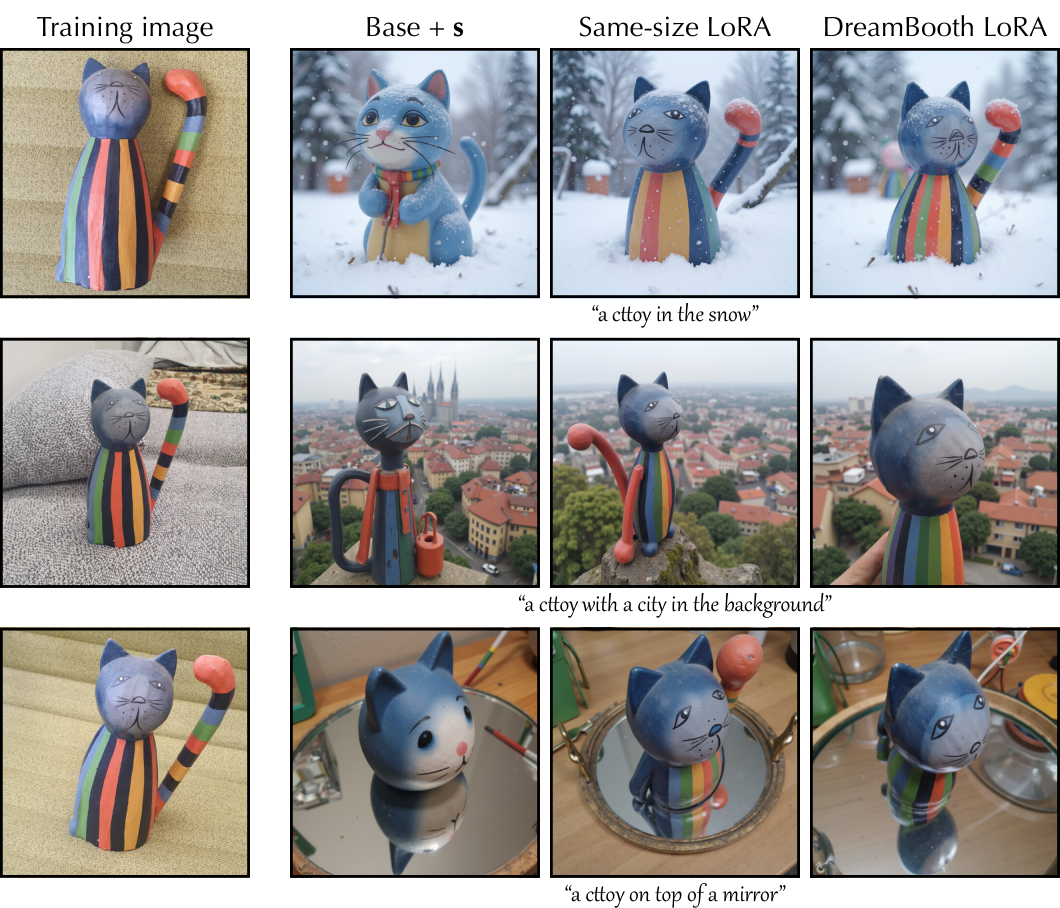 Training image
Base + s
Same-size LoRA
DreamBooth LoRA
“a cttoy in the snow”
“a cttoy with a city in the background”
“a cttoy on top of a mirror”